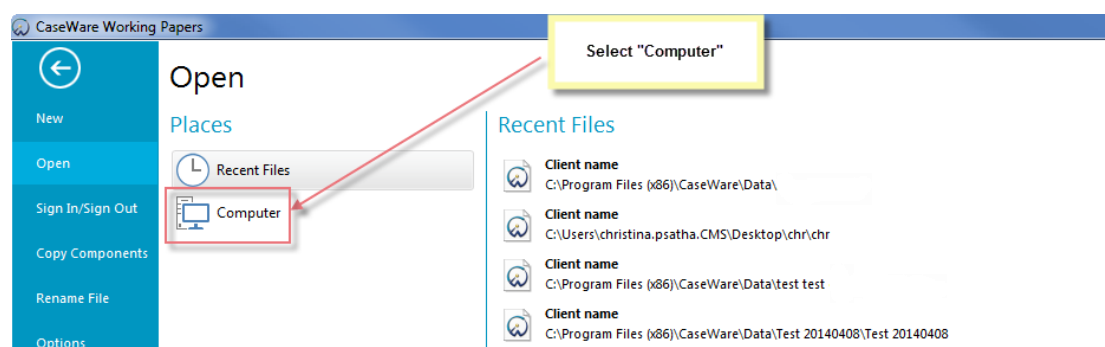 CaseWare Working Papers
Select "Computer"
Open
New
Open
Sign In/Sign Out
Copy Components
Rename File
Options
Places
Recent Files
Computer
Recent Files
Client name
C:\Program Files (x86)\CaseWare\Data\
Client name
C:\Users\christina.psatha.CMS\Desktop\chr\chr
Client name
C:\Program Files (x86)\CaseWare\Data\test test
Client name
C:\Program Files (x86)\CaseWare\Data\Test 20140408\Test 20140408